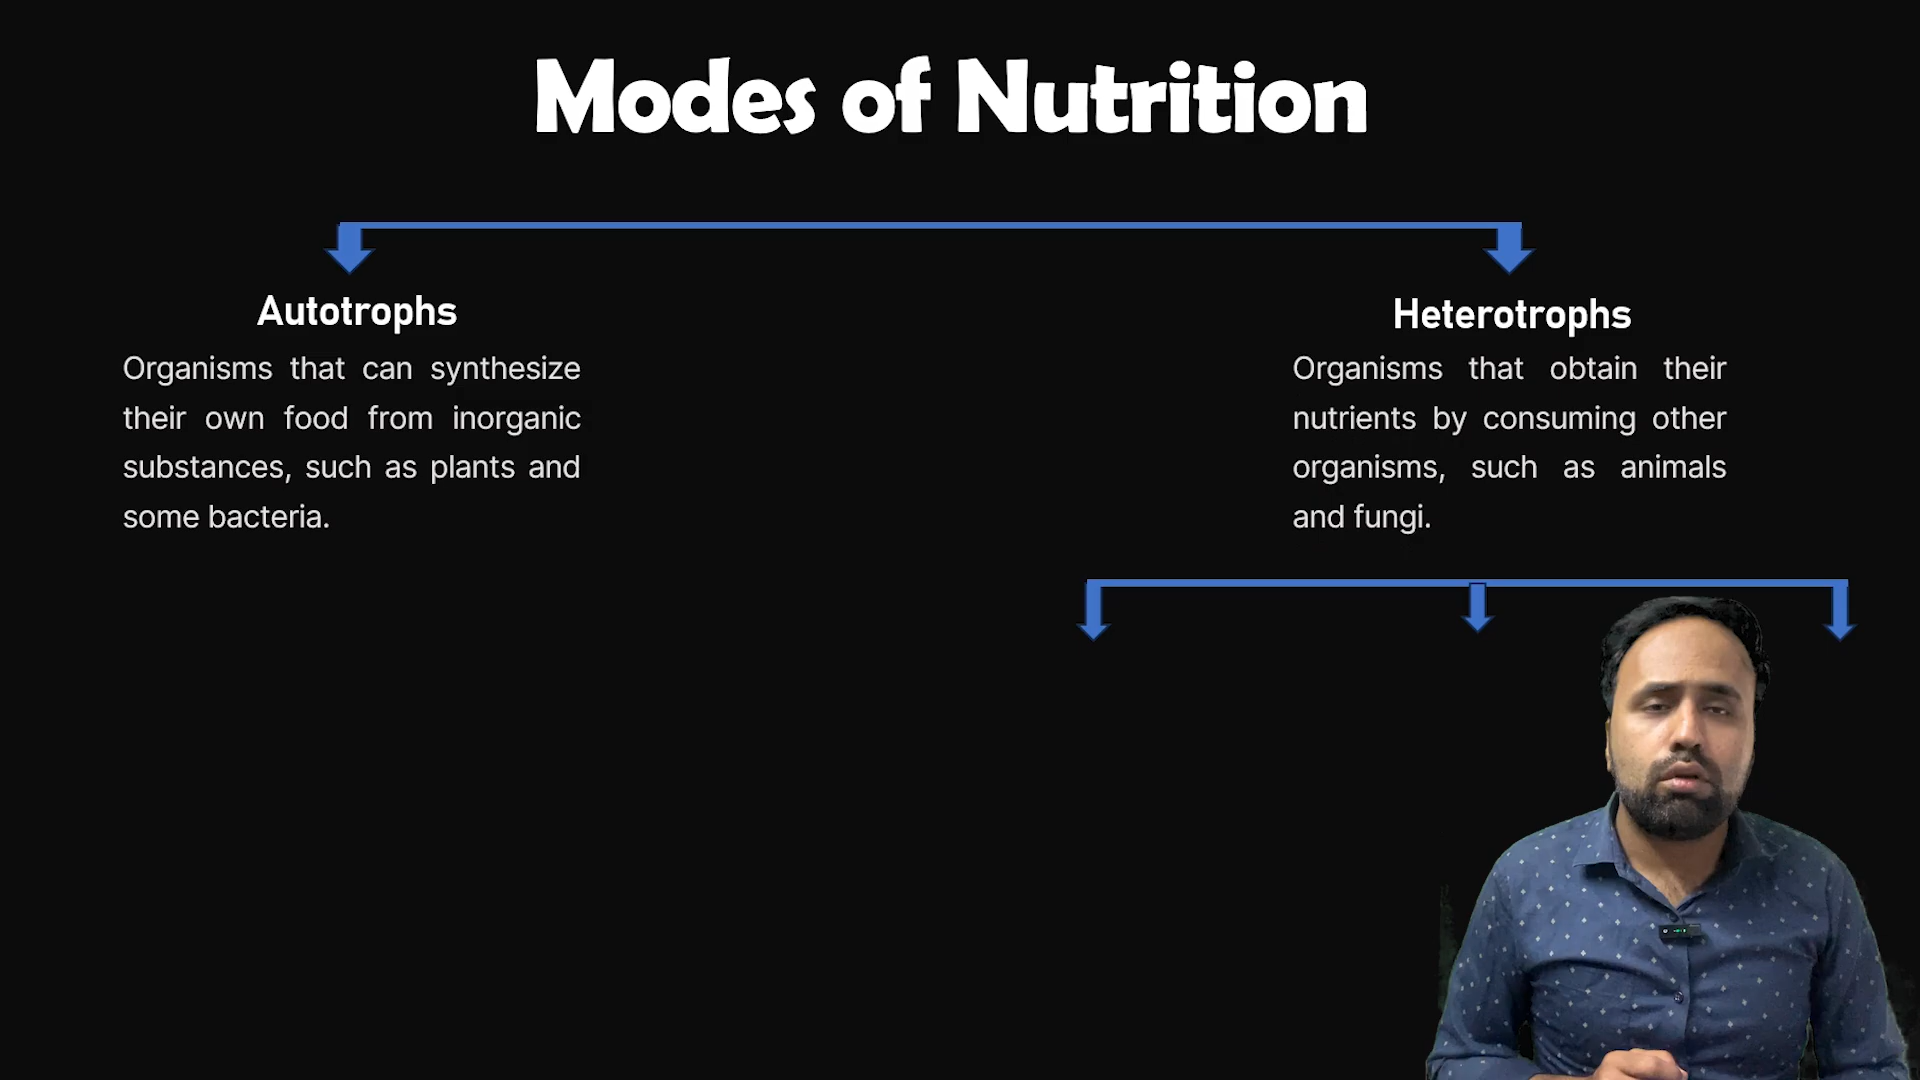 Modes of Nutrition
Autotrophs
Organisms that can synthesize
their own food from inorganic
substances, such as plants and
some bacteria.
Heterotrophs
Organisms that obtain their
nutrients by consuming other
organisms, such as animals
and fungi.